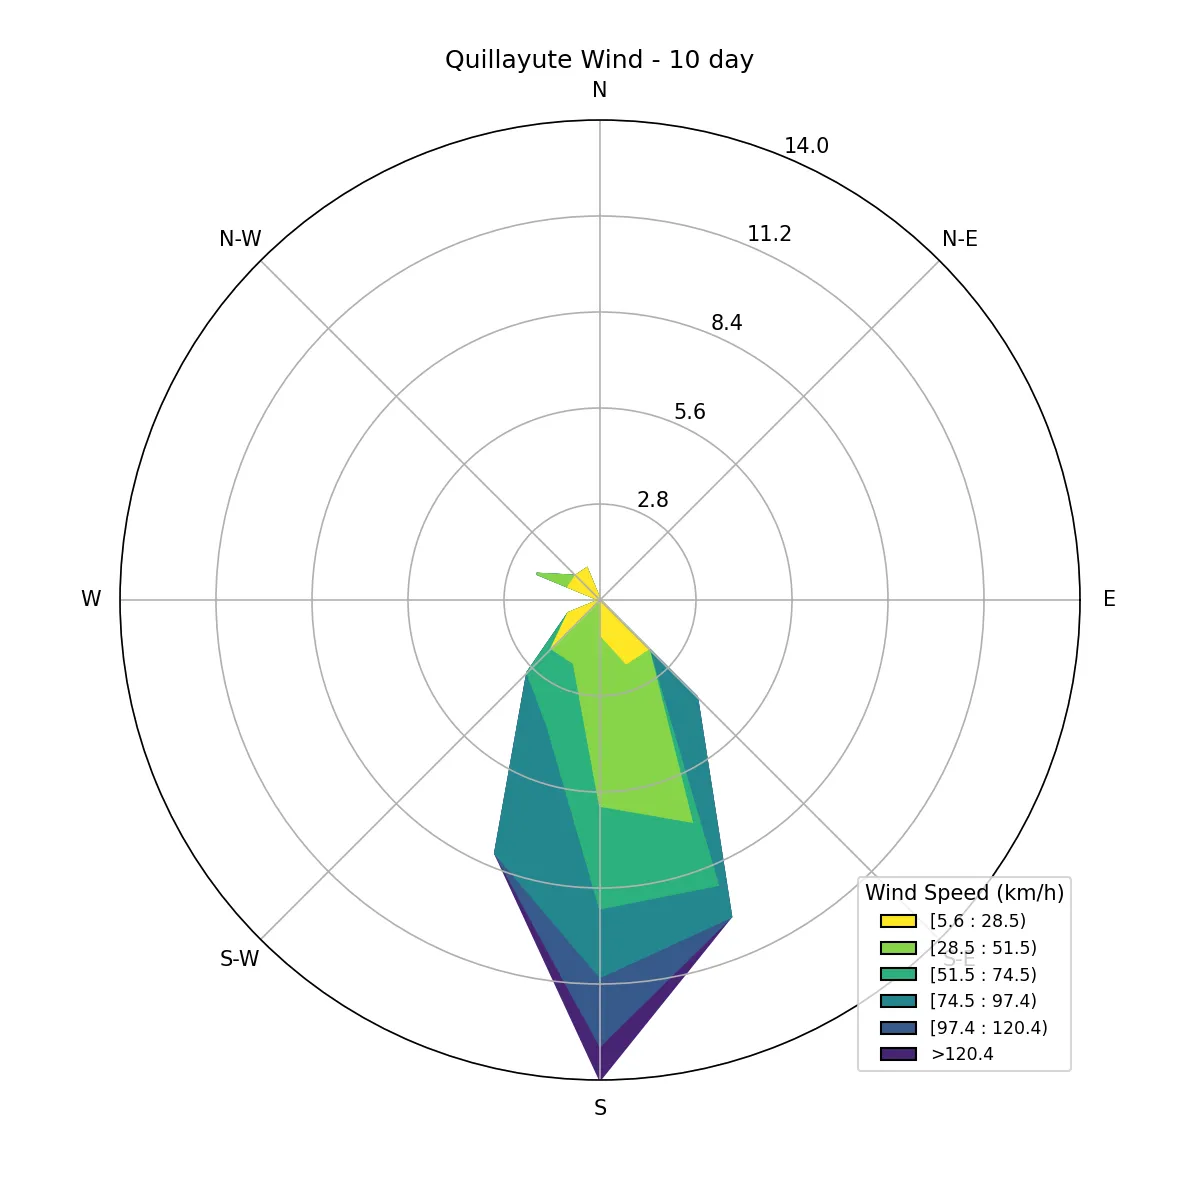 Quillayute Wind - 10 day
N
14.0
11.2
N-W
N-E
8.4
5.6
2.8
W
E
Wind Speed (km/h)
[5.6 : 28.5)
[28.5 : 51.5)
S-W
S-E
[51.5 : 74.5)
[74.5 : 97.4)
[97.4 : 120.4)
>120.4
S